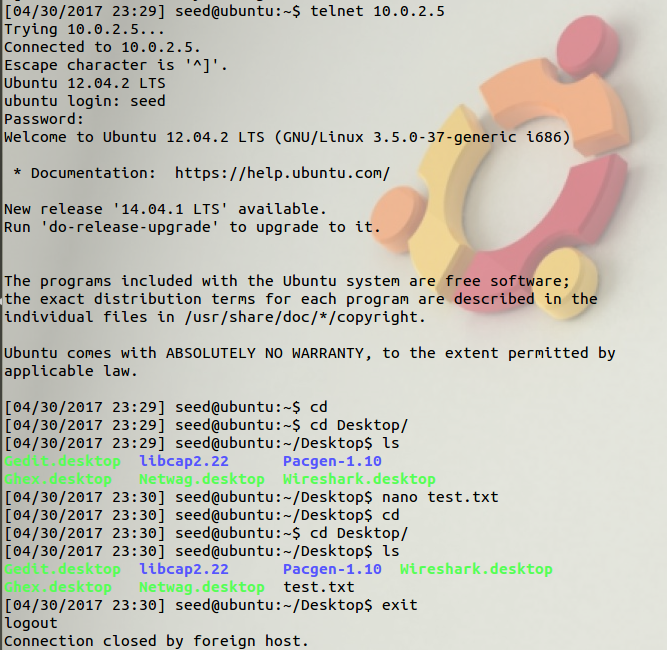 [04/30/2017 23:29] seed@ubuntu:~$ telnet 10.0.2.5
Trying 10.0.2.5...
Connected to 10.0.2.5.
Escape character is '^]'.
Ubuntu 12.04.2 LTS
ubuntu login: seed
Password:
Welcome to Ubuntu 12.04.2 LTS (GNU/Linux 3.5.0-37-generic i686)
* Documentation:  https://help.ubuntu.com/
New release '14.04.1 LTS' available.
Run 'do-release-upgrade' to upgrade to it.
The programs included with the Ubuntu system are free software;
the exact distribution terms for each program are described in the
individual files in /usr/share/doc/*/copyright.
Ubuntu comes with ABSOLUTELY NO WARRANTY, to the extent permitted by
applicable law.
[04/30/2017 23:29] seed@ubuntu:~$ cd
[04/30/2017 23:29] seed@ubuntu:~$ cd Desktop/
[04/30/2017 23:29] seed@ubuntu:~/Desktop$ ls
Gedit.desktop  libcap2.22      Pacgen-1.10
Ghex.desktop   Netwag.desktop  Wireshark.desktop
[04/30/2017 23:30] seed@ubuntu:~/Desktop$ nano test.txt
[04/30/2017 23:30] seed@ubuntu:~/Desktop$ cd
[04/30/2017 23:30] seed@ubuntu:~$ cd Desktop/
[04/30/2017 23:30] seed@ubuntu:~/Desktop$ ls
Gedit.desktop  libcap2.22      Pacgen-1.10  Wireshark.desktop
Ghex.desktop   Netwag.desktop  test.txt
[04/30/2017 23:30] seed@ubuntu:~/Desktop$ exit
logout
Connection closed by foreign host.